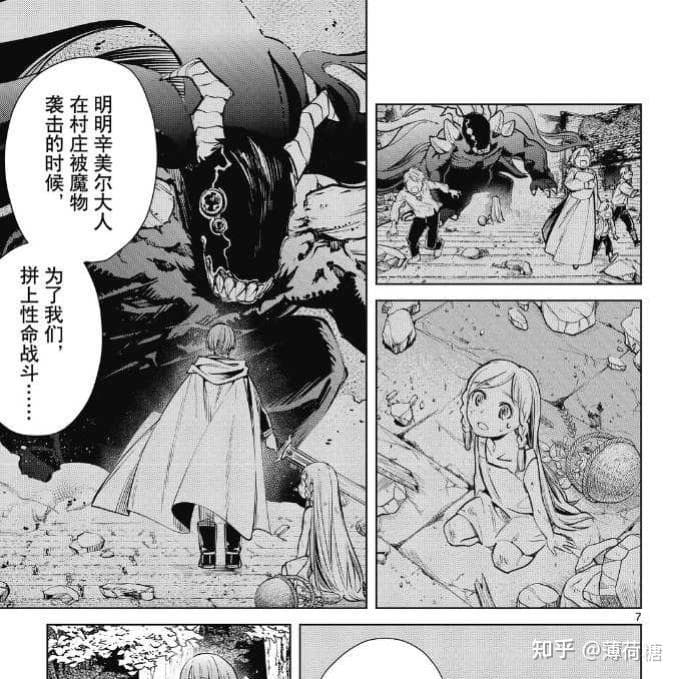 明明辛美尔大人
在村庄被魔物
袭击的时候，
为了我们，
拼上性命战斗……
7
知乎 @薄荷糖